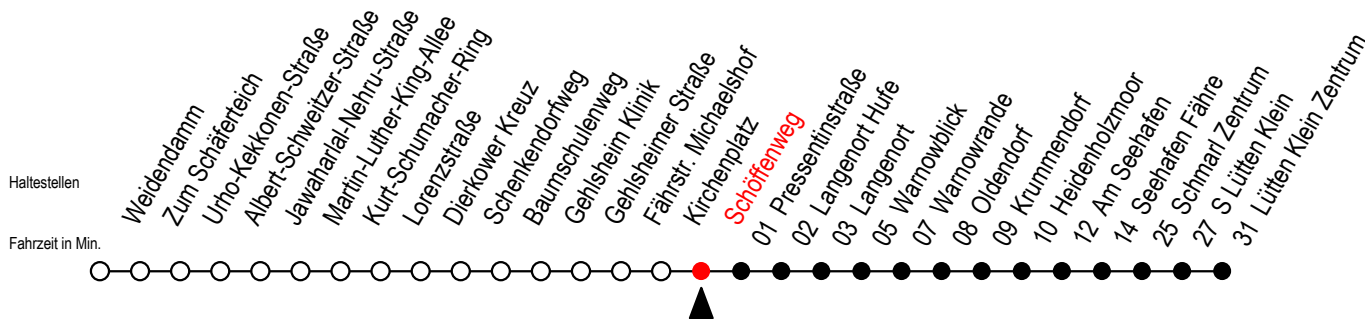 Haltestellen
Fahrzeit in Min.
Weidendamm
Zum Schäferteich
Urho-Kekkonen-Straße
Albert-Schweitzer-Straße
Jawaharlal-Nehru-Straße
Martin-Luther-King-Allee
Kurt-Schumacher-Ring
Lorenzstraße
Dierkower Kreuz
Schenkendorfweg
Baumschulenweg
Gehlsheim Klinik
Gehlsheimer Straße
Fährstr. Michaelshof
Kirchenplatz
Schöffenweg
01 Pressentinstraße
02 Langenort Hufe
03 Langenort
05 Warnowblick
07 Warnowrande
08 Oldendorf
09 Krummendorf
10 Heidenholzmoor
12 Am Seehafen
14 Seehafen Fähre
25 Schmarl Zentrum
27 S Lütten Klein
31 Lütten Klein Zentrum